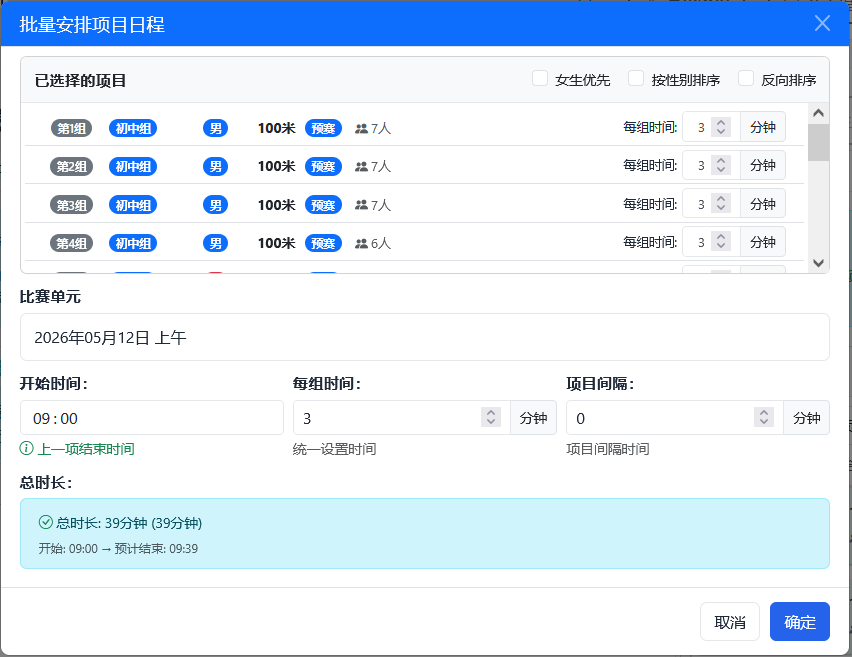 批量安排项目日程
已选择的项目 女生优先 按性别排序 反向排序
第1组 初中组 男 100米 预赛 7人 每组时间: 3 分钟
第2组 初中组 男 100米 预赛 7人 每组时间: 3 分钟
第3组 初中组 男 100米 预赛 7人 每组时间: 3 分钟
第4组 初中组 男 100米 预赛 6人 每组时间: 3 分钟
比赛单元
2026年05月12日 上午
开始时间： 每组时间： 项目间隔：
09:00 3 分钟 0 分钟
上一项结束时间 统一设置时间 项目间隔时间
总时长：
总时长: 39分钟 (39分钟)
开始: 09:00 → 预计结束: 09:39
取消 确定